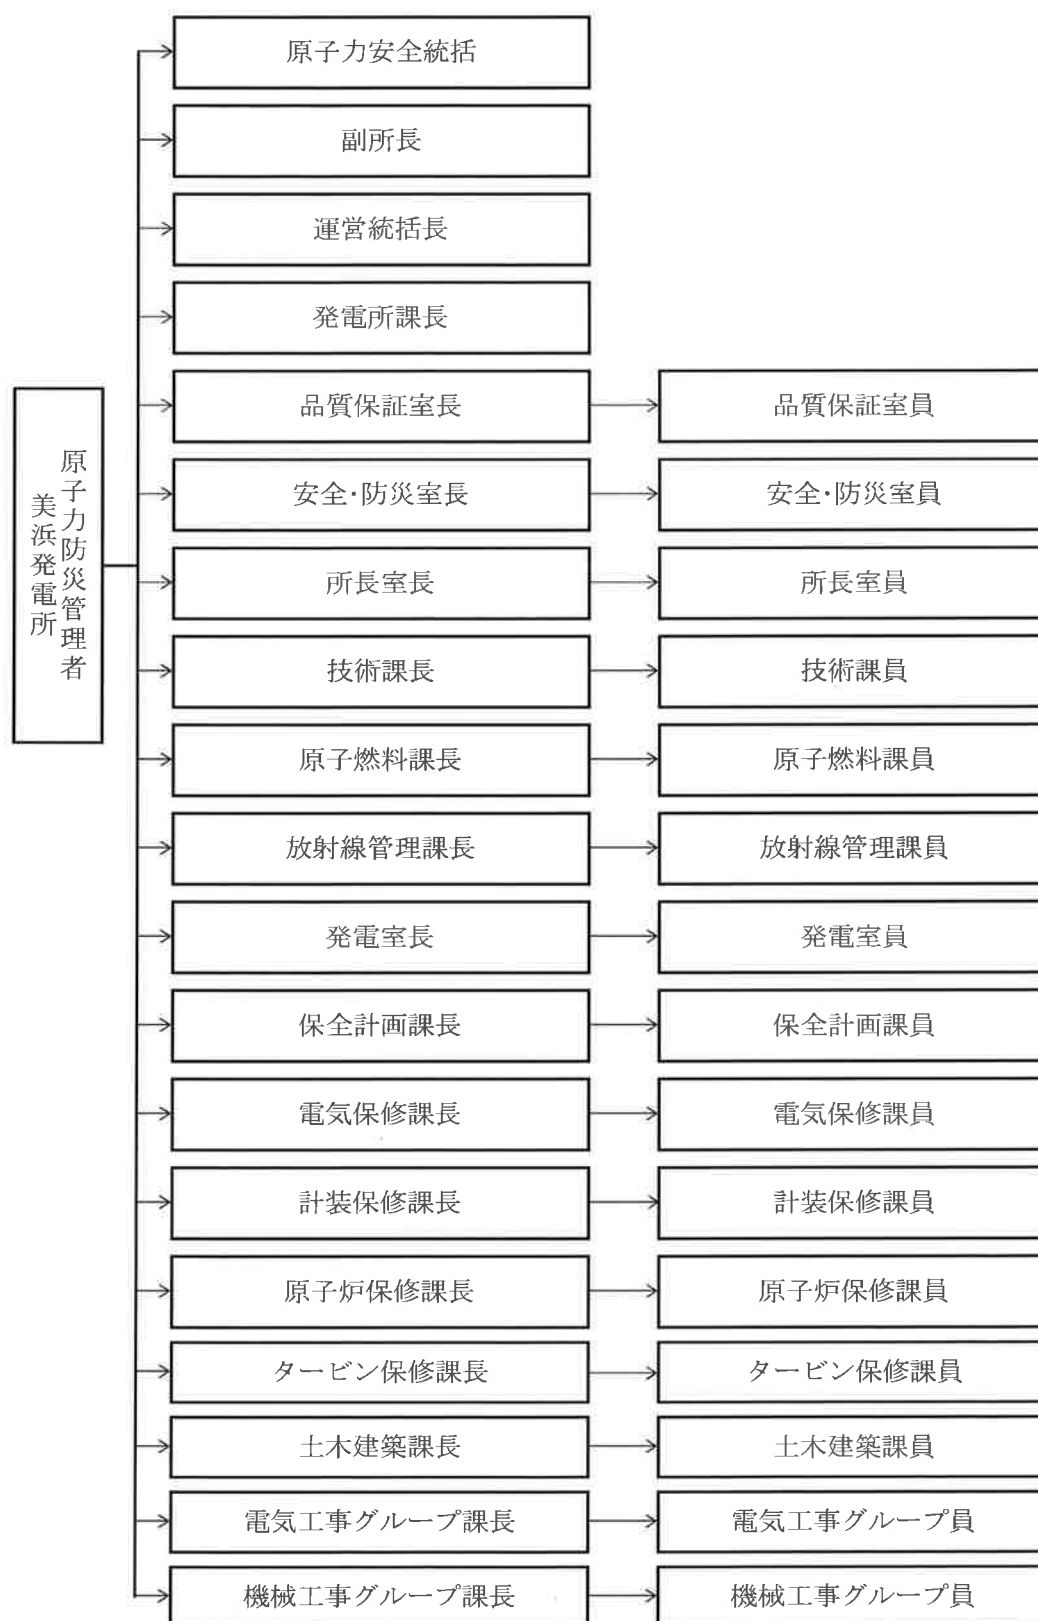 原子力安全統括
副所長
運営統括長
発電所課長
美浜発電所
原子力防災管理者
品質保証室長
品質保証室員
安全・防災室長
安全・防災室員
所長室長
所長室員
技術課長
技術課員
原子燃料課長
原子燃料課員
放射線管理課長
放射線管理課員
発電室長
発電室員
保全計画課長
保全計画課員
電気保修課長
電気保修課員
計装保修課長
計装保修課員
原子炉保修課長
原子炉保修課員
タービン保修課長
タービン保修課員
土木建築課長
土木建築課員
電気工事グループ課長
電気工事グループ員
機械工事グループ課長
機械工事グループ員